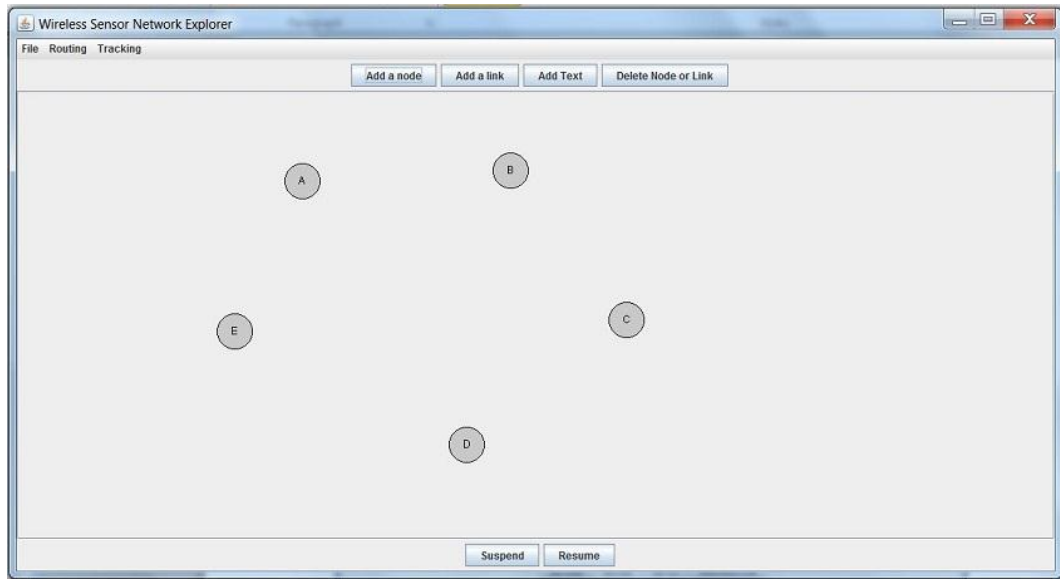 Wireless Sensor Network Explorer
File Routing Tracking
Add a node Add a link Add Text Delete Node or Link
A
B
E
C
D
Suspend Resume